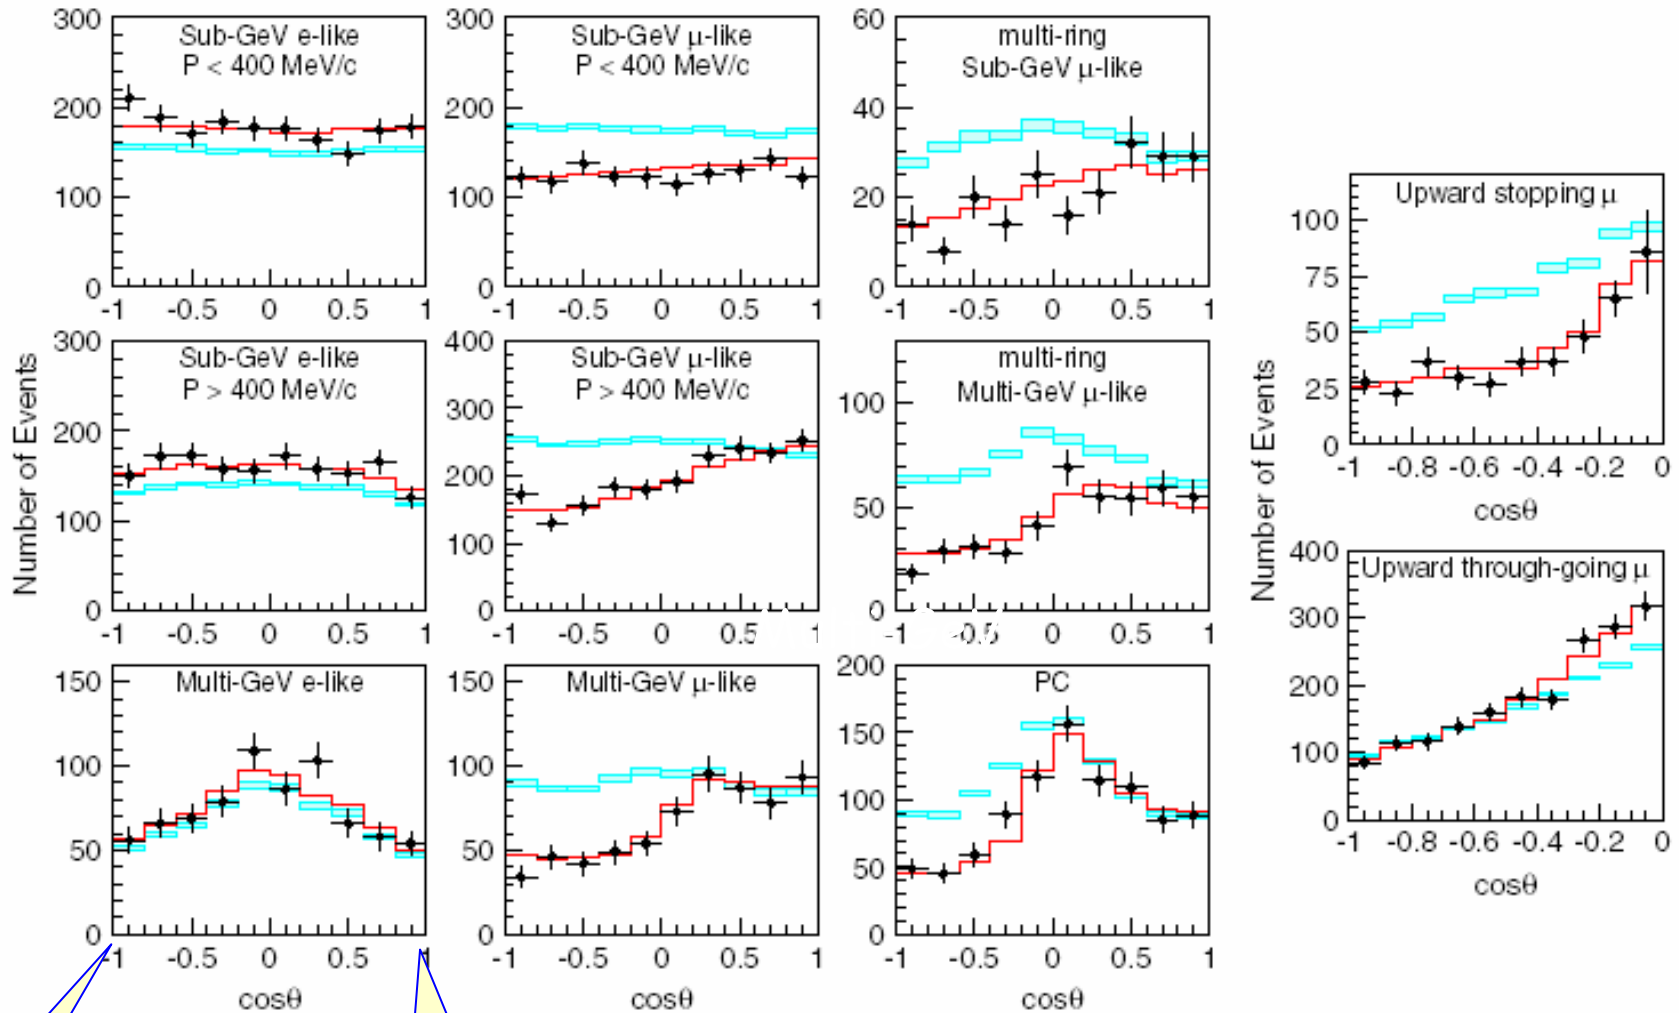 Number of Events
300
200
100
0
Sub-GeV e-like
P < 400 MeV/c
-1 -0.5 0 0.5 1
300
200
100
0
Sub-GeV μ-like
P < 400 MeV/c
-1 -0.5 0 0.5 1
60
40
20
0
multi-ring
Sub-GeV μ-like
-1 -0.5 0 0.5 1
300
200
100
0
Sub-GeV e-like
P > 400 MeV/c
-1 -0.5 0 0.5 1
400
300
200
100
0
Sub-GeV μ-like
P > 400 MeV/c
-1 -0.5 0 0.5 1
100
50
0
multi-ring
Multi-GeV μ-like
-1 -0.5 0 0.5 1
150
100
50
0
Multi-GeV e-like
-1 -0.5 0 0.5 1
cosθ
150
100
50
0
Multi-GeV μ-like
-1 -0.5 0 0.5 1
cosθ
200
150
100
50
0
PC
-1 -0.5 0 0.5 1
cosθ
Number of Events
100
75
50
25
0
Upward stopping μ
-1 -0.8 -0.6 -0.4 -0.2 0
cosθ
400
300
200
100
0
Upward through-going μ
-1 -0.8 -0.6 -0.4 -0.2 0
cosθ